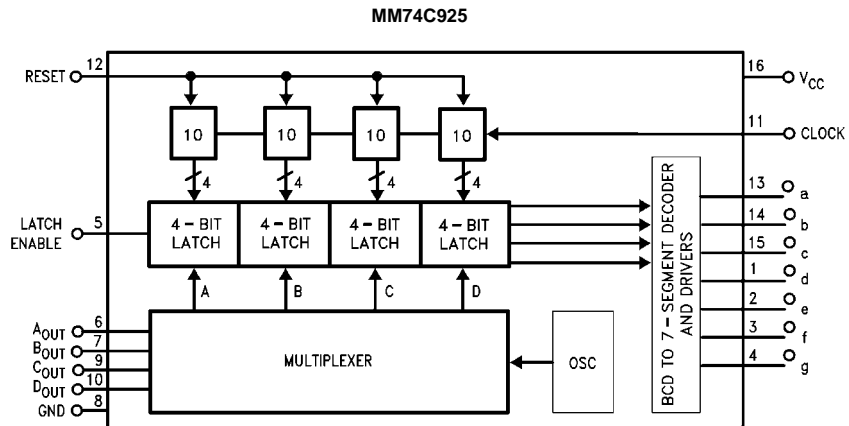 MM74C925
RESET 12
16 VCC
10 10 10 10
11 CLOCK
4 4 4 4
LATCH ENABLE 5
4-BIT LATCH
4-BIT LATCH
4-BIT LATCH
4-BIT LATCH
BCD TO 7-SEGMENT DECODER AND DRIVERS
13 a
14 b
15 c
1 d
2 e
3 f
4 g
A B C D
AOUT 6
BOUT 7
COUT 9
DOUT 10
GND 8
MULTIPLEXER
OSC